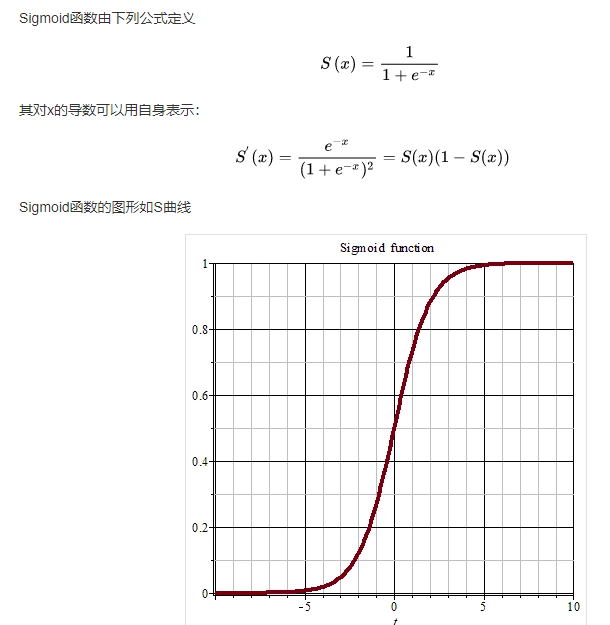 Sigmoid函数由下列公式定义
S (x) = 1 / (1 + e^{-x})
其对x的导数可以用自身表示：
S′ (x) = e^{-x} / (1 + e^{-x})^2 = S(x)(1 − S(x))
Sigmoid函数的图形如S曲线
Sigmoid function
1
0.8
0.6
0.4
0.2
0
-5 0 5 10
t